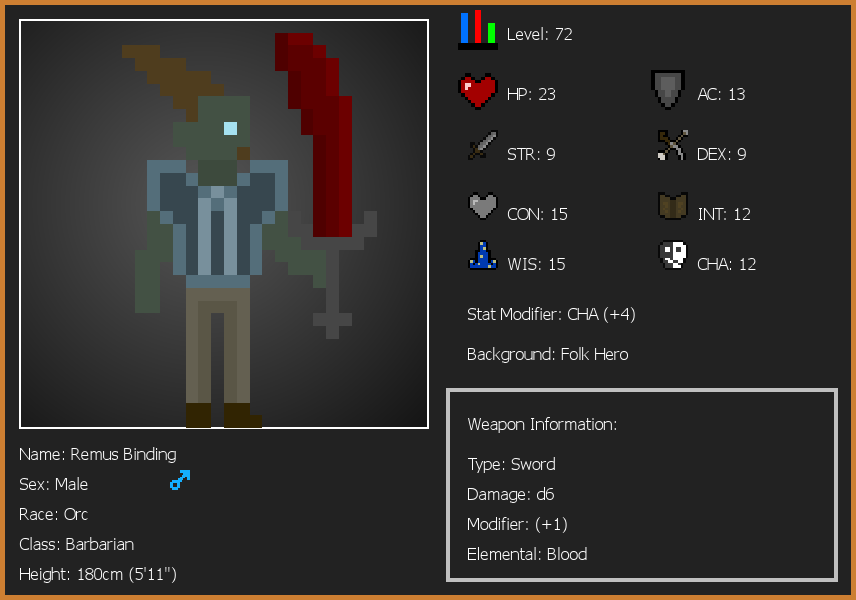 Level: 72
HP: 23
AC: 13
STR: 9
DEX: 9
CON: 15
INT: 12
WIS: 15
CHA: 12
Stat Modifier: CHA (+4)
Background: Folk Hero
Weapon Information:
Type: Sword
Damage: d6
Modifier: (+1)
Elemental: Blood
Name: Remus Binding
Sex: Male
Race: Orc
Class: Barbarian
Height: 180cm (5'11")